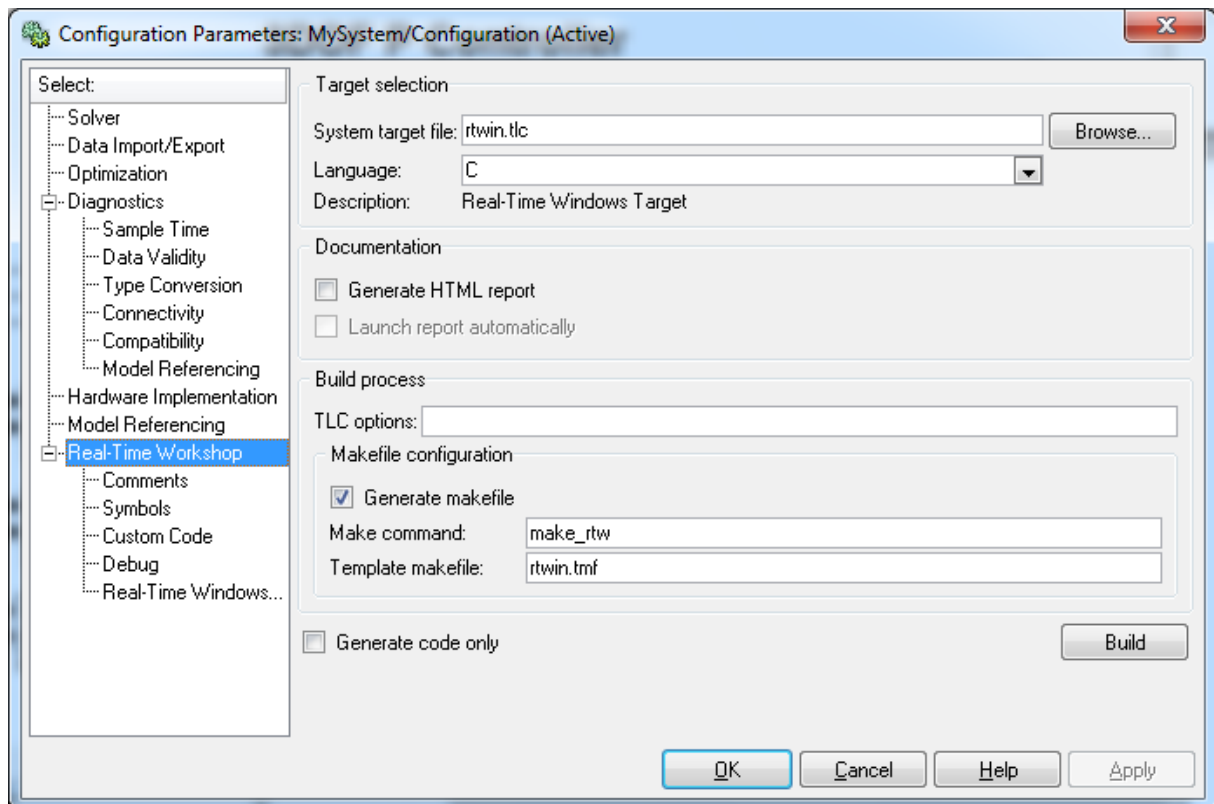 Configuration Parameters: MySystem/Configuration (Active)
Select:
Solver
Data Import/Export
Optimization
Diagnostics
Sample Time
Data Validity
Type Conversion
Connectivity
Compatibility
Model Referencing
Hardware Implementation
Model Referencing
Real-Time Workshop
Comments
Symbols
Custom Code
Debug
Real-Time Windows...
Target selection
System target file: rtwin.tlc Browse...
Language: C
Description: Real-Time Windows Target
Documentation
Generate HTML report
Launch report automatically
Build process
TLC options:
Makefile configuration
Generate makefile
Make command: make_rtw
Template makefile: rtwin.tmf
Generate code only Build
OK Cancel Help Apply